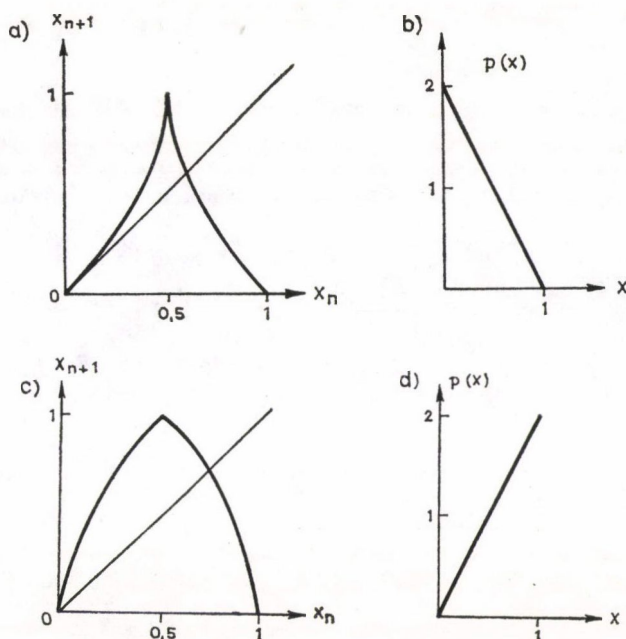 a)
x_{n+1}
1
0
0,5
1
x_n
b)
p(x)
2
1
1
x
c)
x_{n+1}
1
0
0,5
1
x_n
d)
p(x)
2
1
1
x